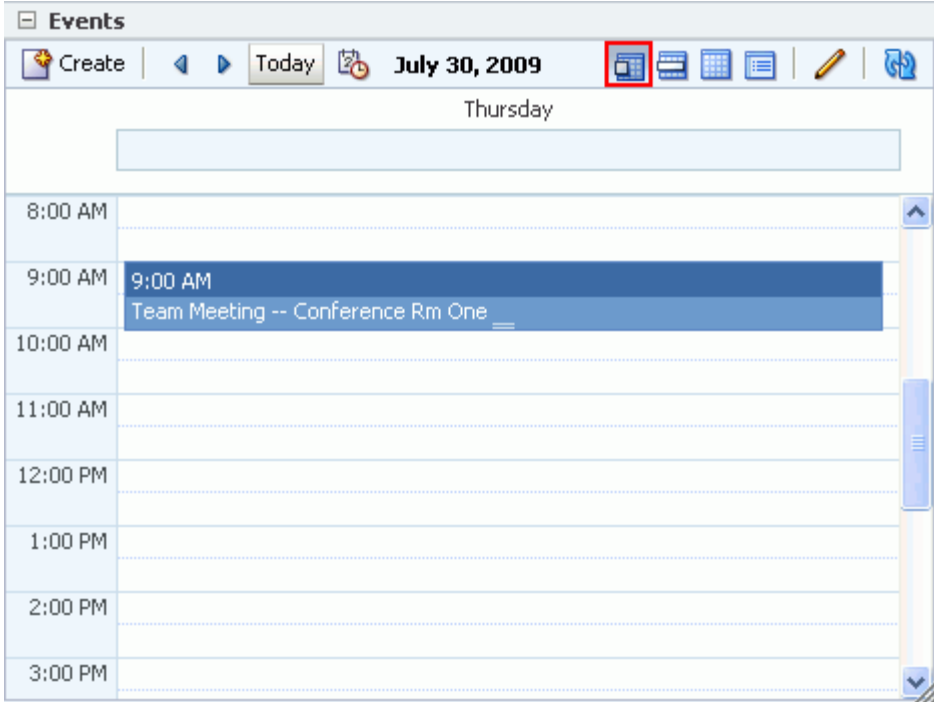 Events
Create Today July 30, 2009
Thursday
8:00 AM
9:00 AM 9:00 AM
Team Meeting -- Conference Rm One
10:00 AM
11:00 AM
12:00 PM
1:00 PM
2:00 PM
3:00 PM